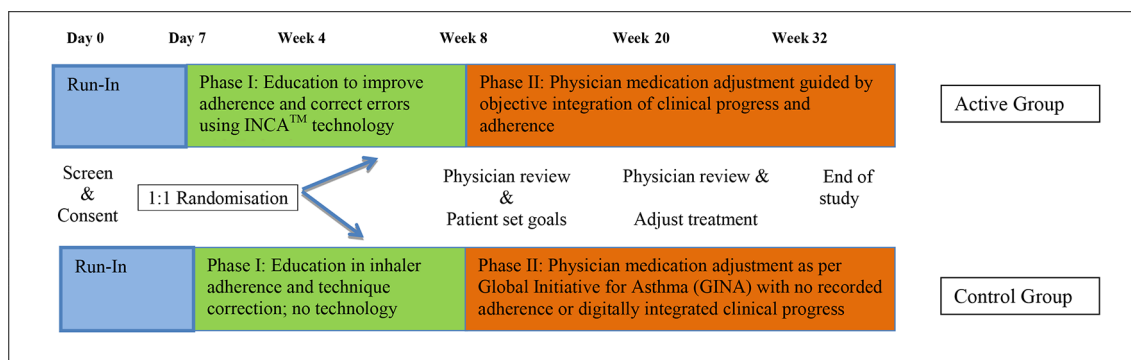 Day 0 Day 7 Week 4 Week 8 Week 20 Week 32
Run-In
Phase I: Education to improve
adherence and correct errors
using INCA™ technology
Phase II: Physician medication adjustment guided by
objective integration of clinical progress and
adherence
Active Group
Screen
&
Consent
1:1 Randomisation
Physician review
&
Patient set goals
Physician review &
Adjust treatment
End of
study
Run-In
Phase I: Education in inhaler
adherence and technique
correction; no technology
Phase II: Physician medication adjustment as per
Global Initiative for Asthma (GINA) with no recorded
adherence or digitally integrated clinical progress
Control Group